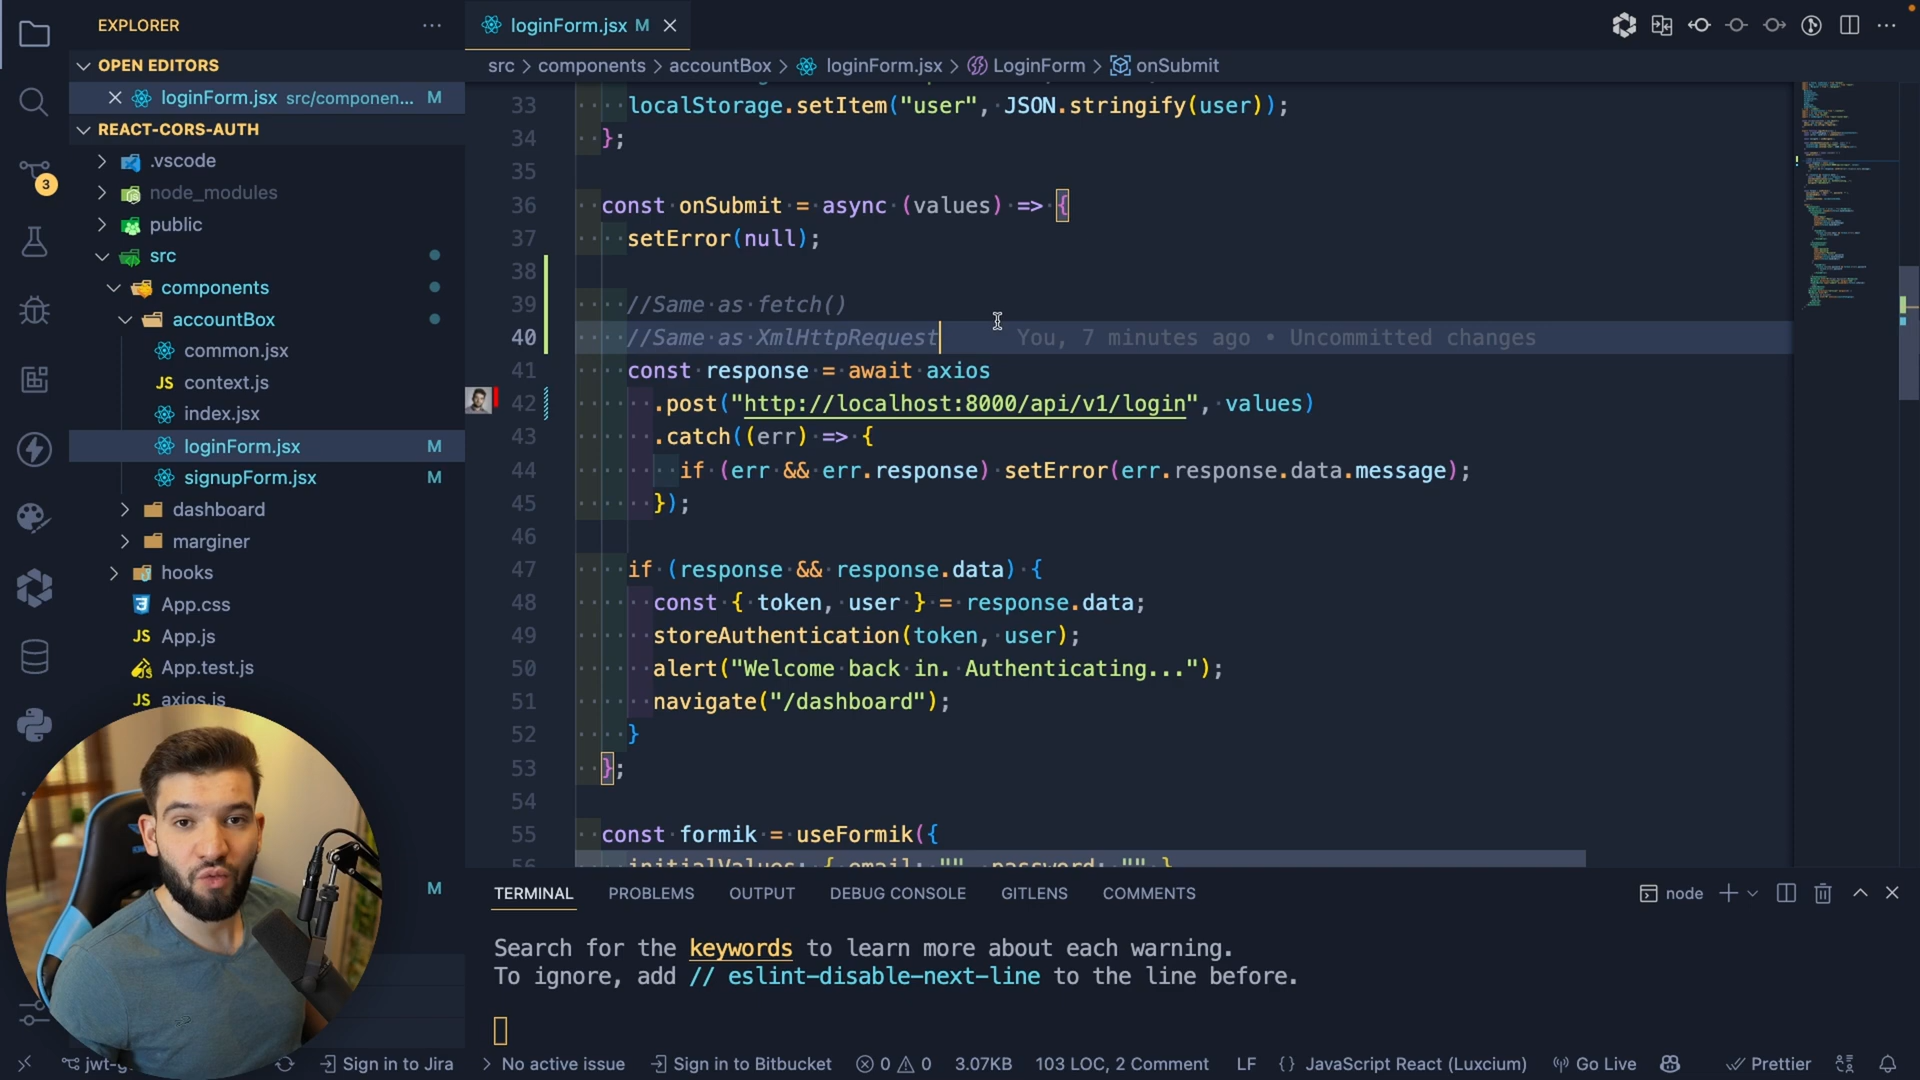 EXPLORER
loginForm.jsx M
OPEN EDITORS
loginForm.jsx src/componen... M
REACT-CORS-AUTH
.vscode
node_modules
public
src
components
accountBox
common.jsx
JS context.js
index.jsx
loginForm.jsx M
signupForm.jsx M
dashboard
marginer
hooks
App.css
JS App.js
App.test.js
JS axios.js
M
3
src > components > accountBox > loginForm.jsx > LoginForm > onSubmit
33 localStorage.setItem("user", JSON.stringify(user));
34 };
35
36 const onSubmit = async (values) => {
37 setError(null);
38
39 //Same as fetch()
40 //Same as XmlHttpRequest You, 7 minutes ago • Uncommitted changes
41 const response = await axios
42 .post("http://localhost:8000/api/v1/login", values)
43 .catch((err) => {
44 if (err && err.response) setError(err.response.data.message);
45 });
46
47 if (response && response.data) {
48 const { token, user } = response.data;
49 storeAuthentication(token, user);
50 alert("Welcome back in. Authenticating...");
51 navigate("/dashboard");
52 }
53 };
54
55 const formik = useFormik({
56 initialValues: { email: "", password: "" }
TERMINAL PROBLEMS OUTPUT DEBUG CONSOLE GITLENS COMMENTS node
Search for the keywords to learn more about each warning.
To ignore, add // eslint-disable-next-line to the line before.
Sign in to Jira No active issue Sign in to Bitbucket 0 0 3.07KB 103 LOC, 2 Comment LF {} JavaScript React (Luxcium) Go Live Prettier